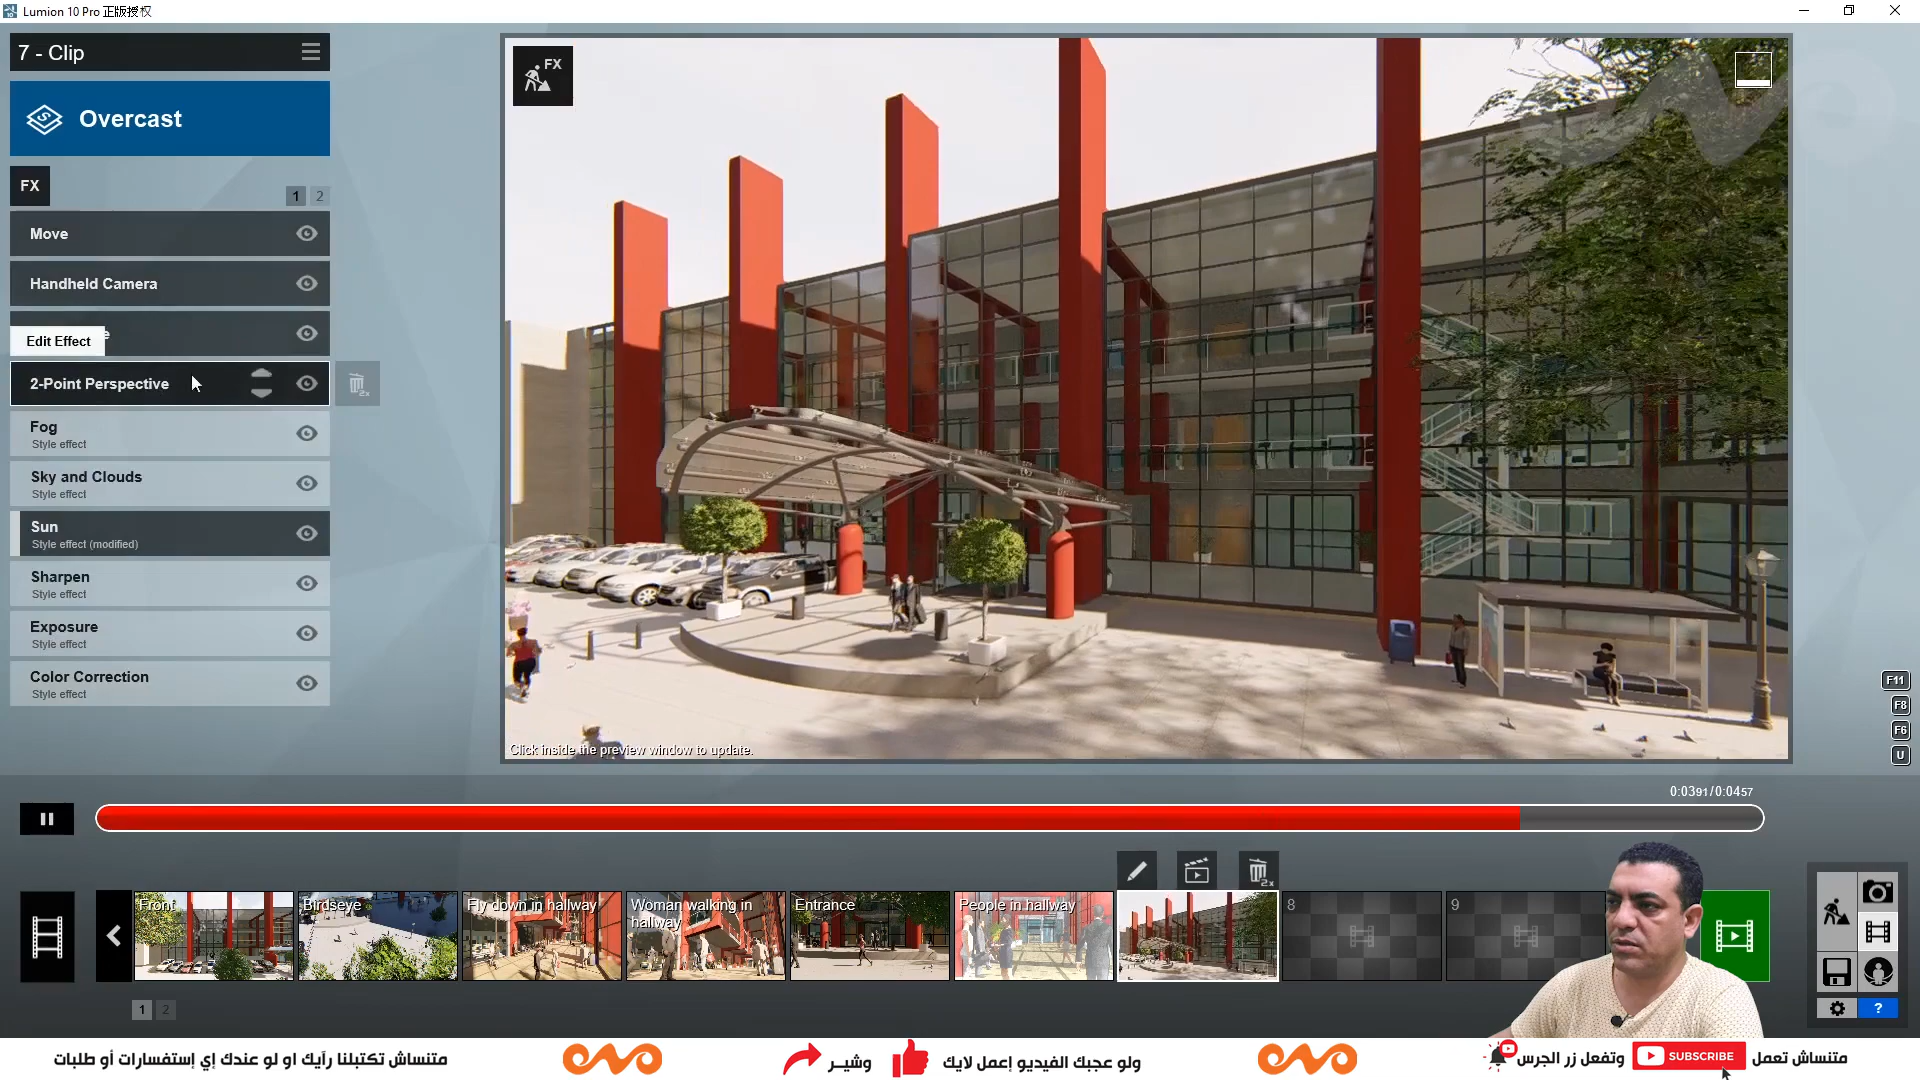 Lumion 10 Pro 正版授权
7 - Clip
Overcast
FX
1 2
Move
Handheld Camera
Edit Effect
2-Point Perspective
Fog
Style effect
Sky and Clouds
Style effect
Sun
Style effect (modified)
Sharpen
Style effect
Exposure
Style effect
Color Correction
Style effect
FX
Click inside the preview window to update.
F11
F8
F6
U
0:0391/0:0457
Front
Birdseye
Fly down in hallway
Woman walking in
hallway
Entrance
People in hallway
8
9
1 2
?
متنساش تعمل SUBSCRIBE وتفعل زر الجرس
ولو عجبك الفيديو إعمل لايك وشيـر
متنساش تكتبلنا رأيك او لو عندك إي إستفسارات أو طلبات